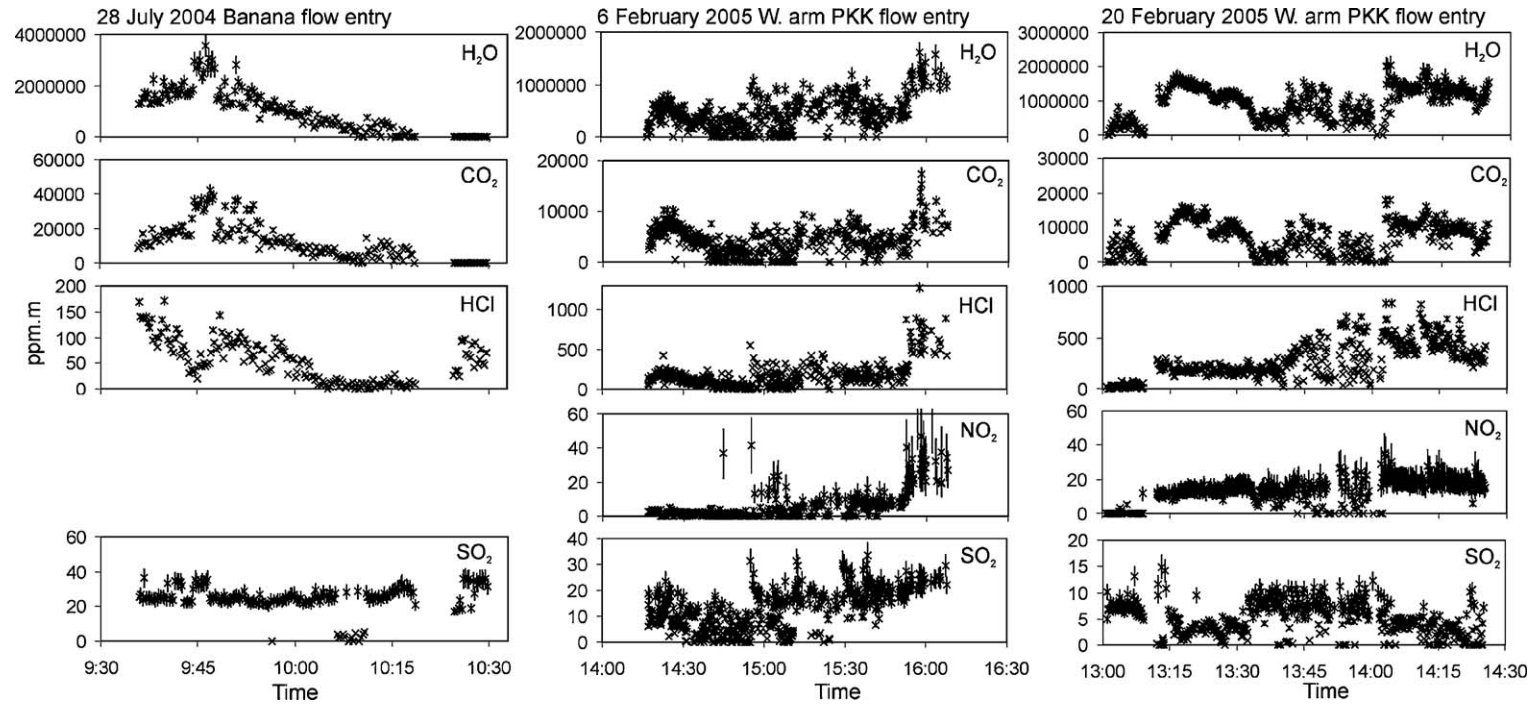 28 July 2004 Banana flow entry
4000000
2000000
0
H₂O
60000
40000
20000
0
CO₂
200
150
100
50
0
HCl
ppm.m
60
40
20
0
SO₂
9:30 9:45 10:00 10:15 10:30
Time
6 February 2005 W. arm PKK flow entry
2000000
1000000
0
H₂O
20000
10000
0
CO₂
1000
500
0
HCl
60
40
20
0
NO₂
40
30
20
10
0
SO₂
14:00 14:30 15:00 15:30 16:00 16:30
Time
20 February 2005 W. arm PKK flow entry
3000000
2000000
1000000
0
H₂O
30000
20000
10000
0
CO₂
1000
500
0
HCl
60
40
20
0
NO₂
20
15
10
5
0
SO₂
13:00 13:15 13:30 13:45 14:00 14:15 14:30
Time